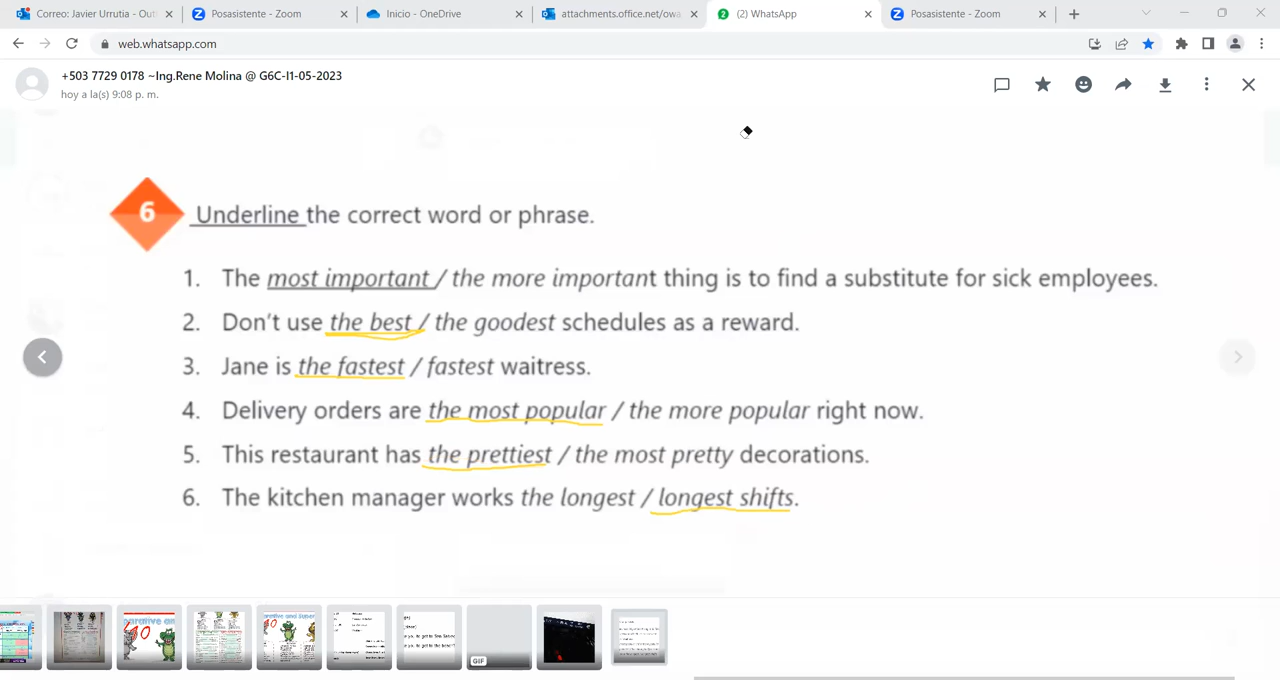 Correo: Javier Urrutia - Out
Posasistente - Zoom
Inicio - OneDrive
attachments.office.net/owa
(2) WhatsApp
Posasistente - Zoom
web.whatsapp.com
+503 7729 0178 ~Ing.Rene Molina @ G6C-I1-05-2023
hoy a la(s) 9:08 p. m.
6 Underline the correct word or phrase.
1. The most important / the more important thing is to find a substitute for sick employees.
2. Don't use the best / the goodest schedules as a reward.
3. Jane is the fastest / fastest waitress.
4. Delivery orders are the most popular / the more popular right now.
5. This restaurant has the prettiest / the most pretty decorations.
6. The kitchen manager works the longest / longest shifts.
GIF